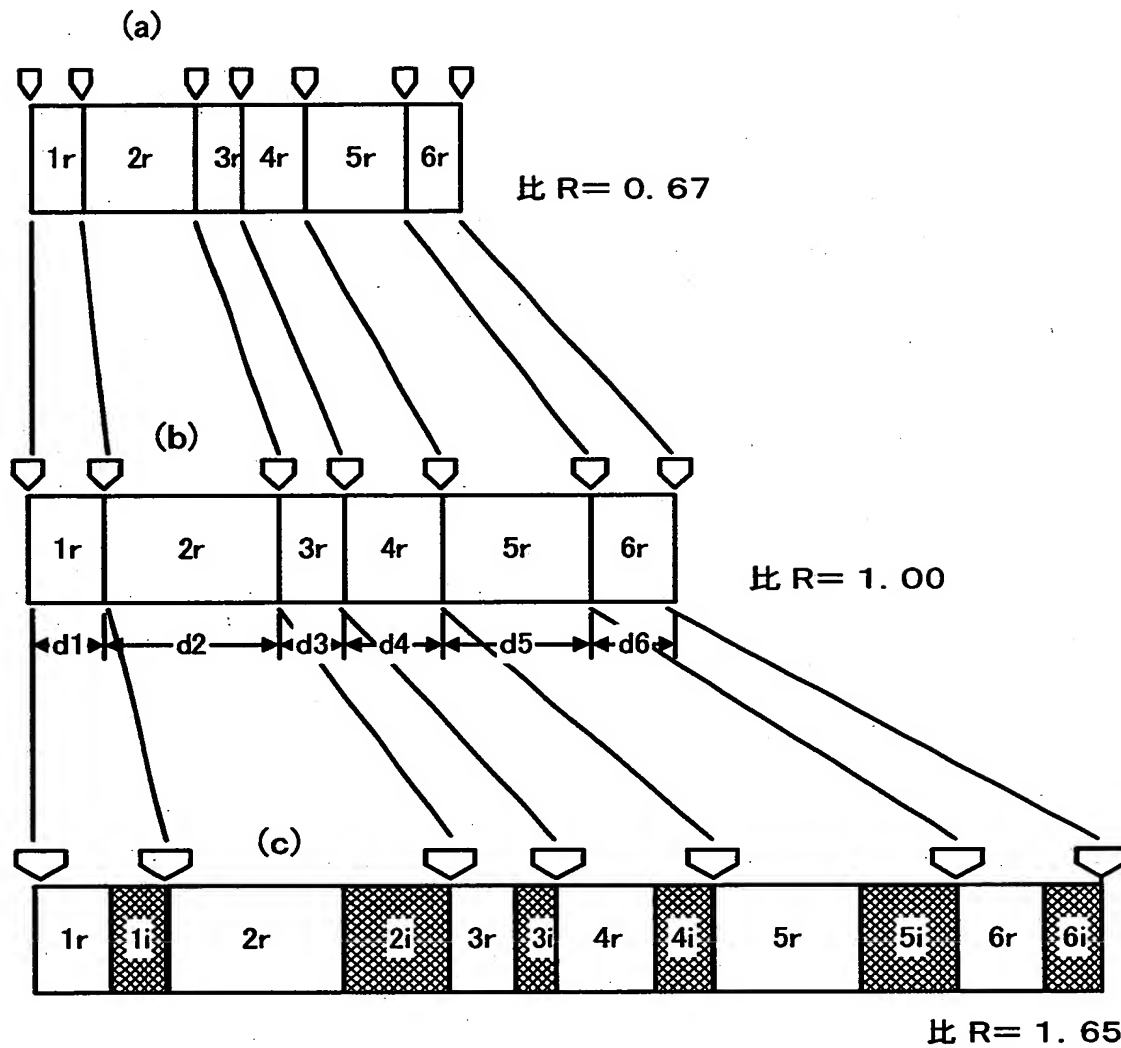 (a)
1r 2r 3r 4r 5r 6r
比 R= 0. 67
(b)
1r 2r 3r 4r 5r 6r
比 R= 1. 00
d1 d2 d3 d4 d5 d6
(c)
1r 1i 2r 2i 3r 3i 4r 4i 5r 5i 6r 6i
比 R= 1. 65